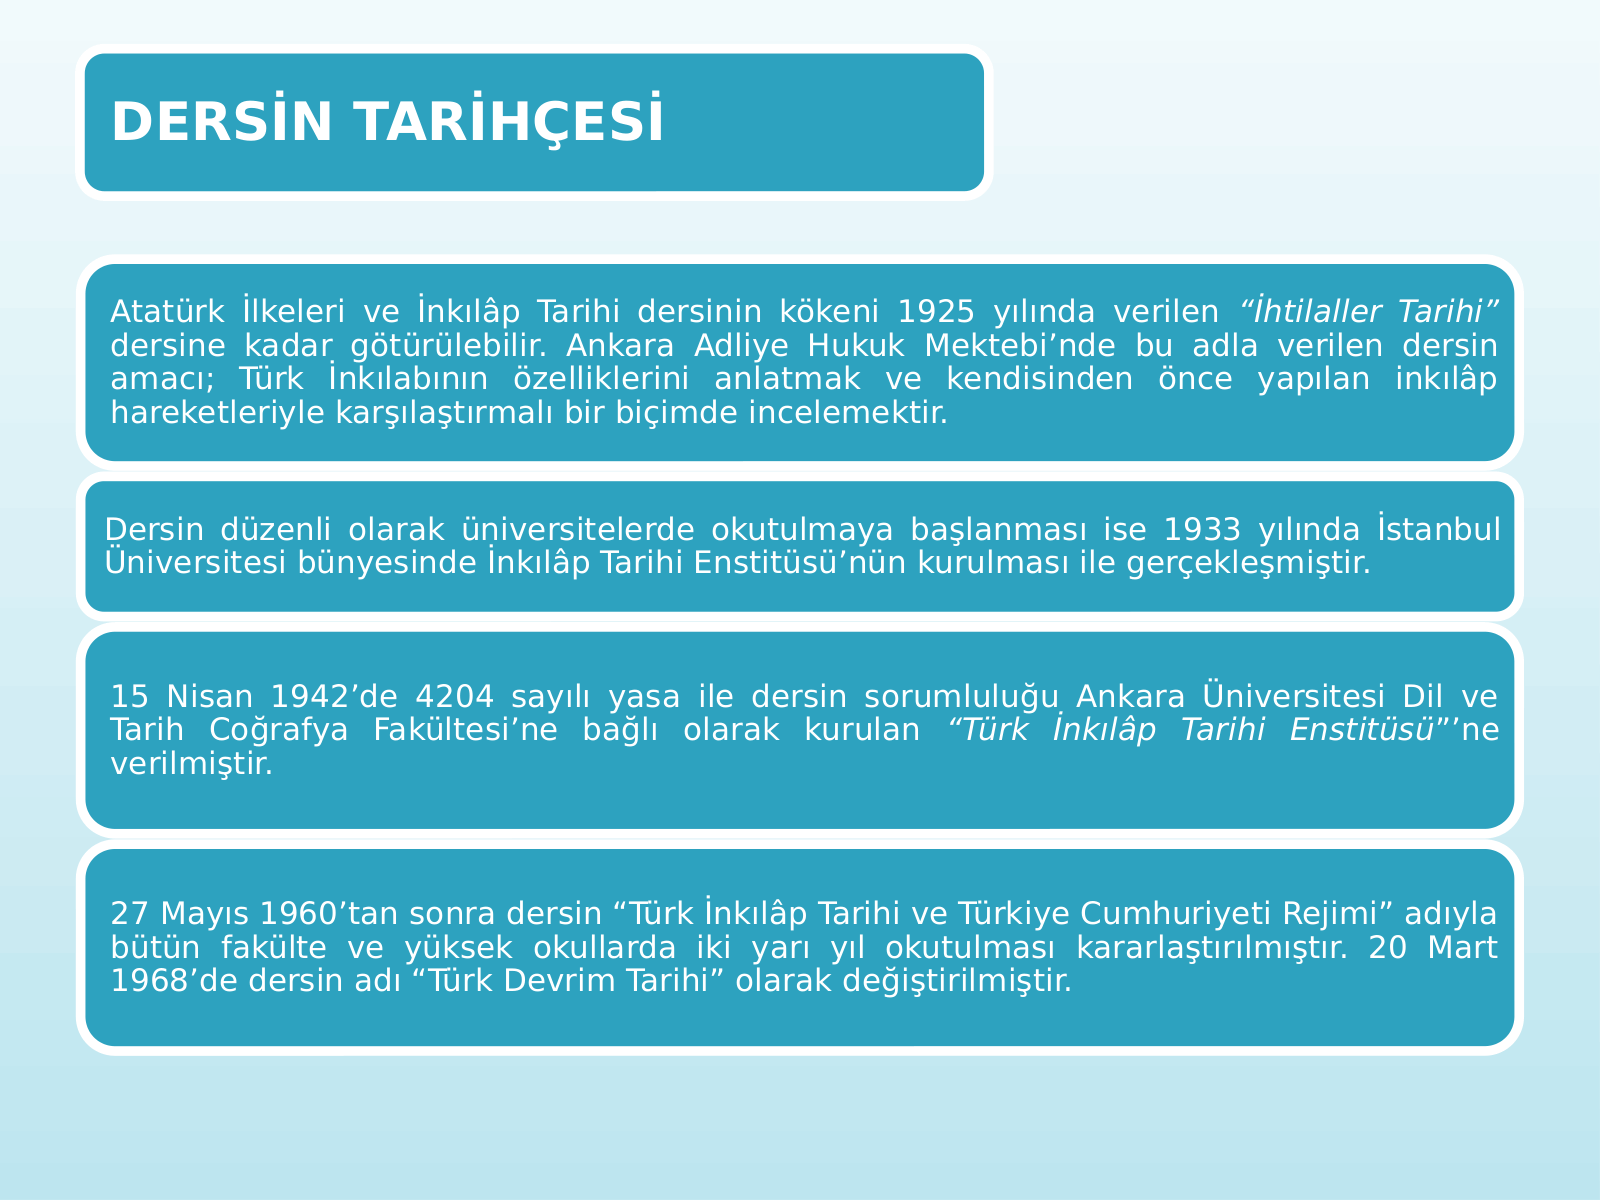 DERSİN TARİHÇESİ
Atatürk İlkeleri ve İnkılâp Tarihi dersinin kökeni 1925 yılında verilen “İhtilaller Tarihi”
dersine kadar götürülebilir. Ankara Adliye Hukuk Mektebi’nde bu adla verilen dersin
amacı; Türk İnkılabının özelliklerini anlatmak ve kendisinden önce yapılan inkılâp
hareketleriyle karşılaştırmalı bir biçimde incelemektir.
Dersin düzenli olarak üniversitelerde okutulmaya başlanması ise 1933 yılında İstanbul
Üniversitesi bünyesinde İnkılâp Tarihi Enstitüsü’nün kurulması ile gerçekleşmiştir.
15 Nisan 1942’de 4204 sayılı yasa ile dersin sorumluluğu Ankara Üniversitesi Dil ve
Tarih Coğrafya Fakültesi’ne bağlı olarak kurulan “Türk İnkılâp Tarihi Enstitüsü”’ne
verilmiştir.
27 Mayıs 1960’tan sonra dersin “Türk İnkılâp Tarihi ve Türkiye Cumhuriyeti Rejimi” adıyla
bütün fakülte ve yüksek okullarda iki yarı yıl okutulması kararlaştırılmıştır. 20 Mart
1968’de dersin adı “Türk Devrim Tarihi” olarak değiştirilmiştir.